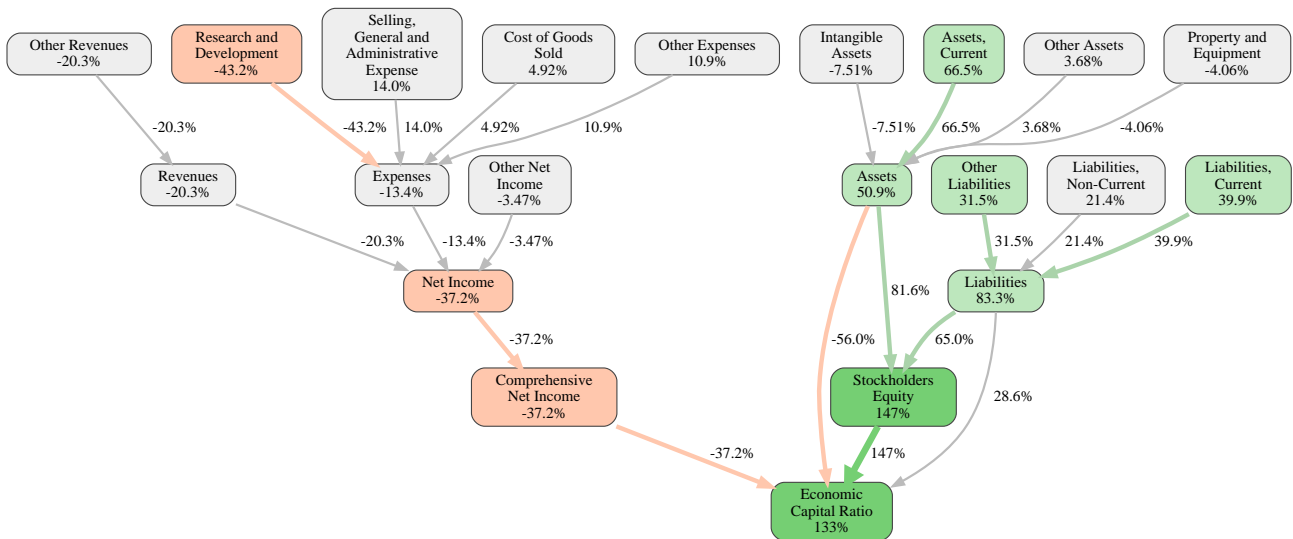 Other Revenues
-20.3%
Research and
Development
-43.2%
Selling,
General and
Administrative
Expense
14.0%
Cost of Goods
Sold
4.92%
Other Expenses
10.9%
Intangible
Assets
-7.51%
Assets,
Current
66.5%
Other Assets
3.68%
Property and
Equipment
-4.06%
-20.3%
-43.2%
14.0%
4.92%
10.9%
-7.51%
66.5%
3.68%
-4.06%
Revenues
-20.3%
Expenses
-13.4%
Other Net
Income
-3.47%
Assets
50.9%
Other
Liabilities
31.5%
Liabilities,
Non-Current
21.4%
Liabilities,
Current
39.9%
-20.3%
-13.4%
-3.47%
31.5%
21.4%
39.9%
Net Income
-37.2%
81.6%
Liabilities
83.3%
-37.2%
-56.0%
65.0%
Comprehensive
Net Income
-37.2%
Stockholders
Equity
147%
28.6%
-37.2%
147%
Economic
Capital Ratio
133%